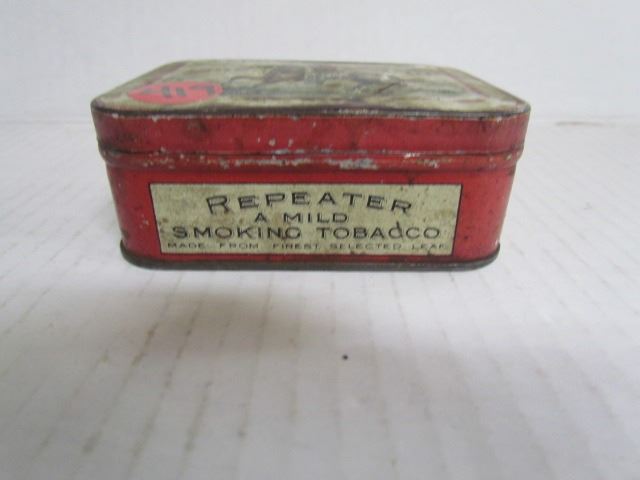 REPEATER
A MILD
SMOKING TOBACCO
MADE FROM FINEST SELECTED LEAF